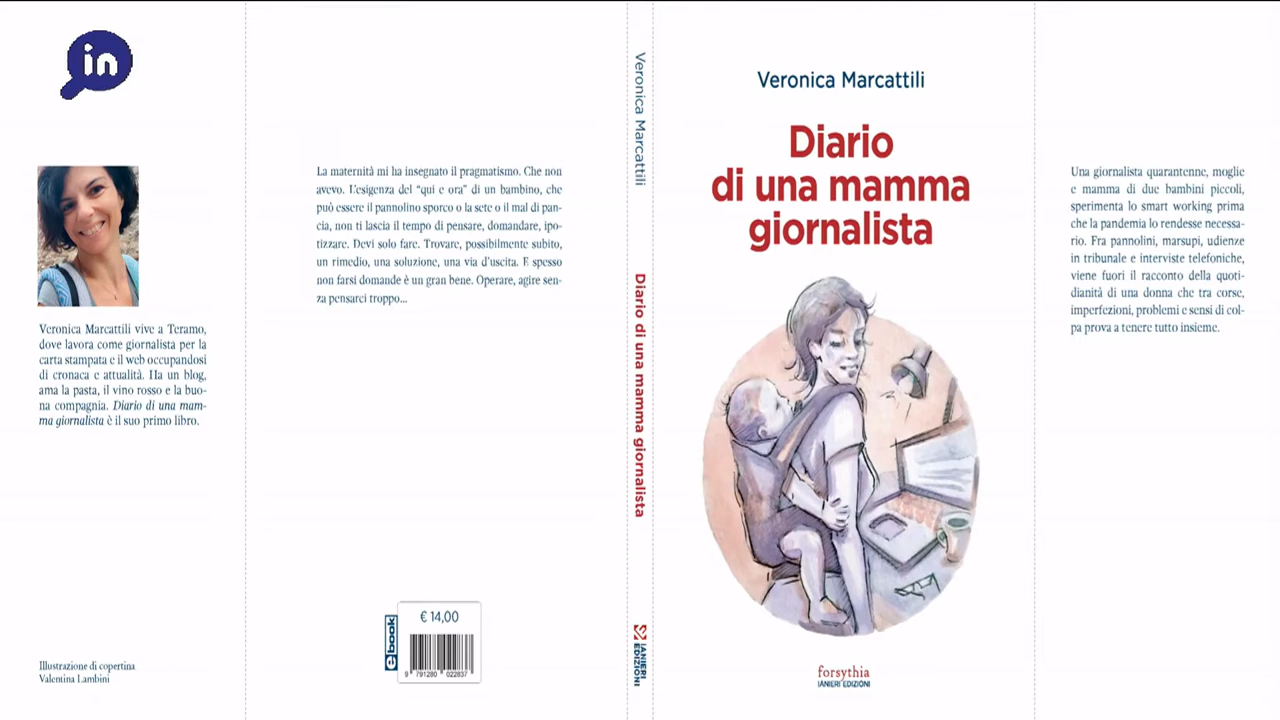 in
Veronica Marcattili vive a Teramo,
dove lavora come giornalista per la
carta stampata e il web occupandosi
di cronaca e attualità. Ha un blog,
ama la pasta, il vino rosso e la buo-
na compagnia. Diario di una mam-
ma giornalista è il suo primo libro.
Illustrazione di copertina
Valentina Lambini
La maternità mi ha insegnato il pragmatismo. Che non
avevo. L'esigenza del “qui e ora” di un bambino, che
può essere il pannolino sporco o la sete o il mal di pan-
cia, non ti lascia il tempo di pensare, domandare, ipo-
tizzare. Devi solo fare. Trovare, possibilmente subito,
un rimedio, una soluzione, una via d'uscita. E spesso
non farsi domande è un gran bene. Operare, agire sen-
za pensarci troppo...
e-book
€ 14,00
9 791280 022837
Veronica Marcattili
Diario di una mamma giornalista
IANIERI
EDIZIONI
Veronica Marcattili
Diario
di una mamma
giornalista
forsythia
IANIERI EDIZIONI
Una giornalista quarantenne, moglie
e mamma di due bambini piccoli,
sperimenta lo smart working prima
che la pandemia lo rendesse necessa-
rio. Fra pannolini, marsupi, udienze
in tribunale e interviste telefoniche,
viene fuori il racconto della quoti-
dianità di una donna che tra corse,
imperfezioni, problemi e sensi di col-
pa prova a tenere tutto insieme.